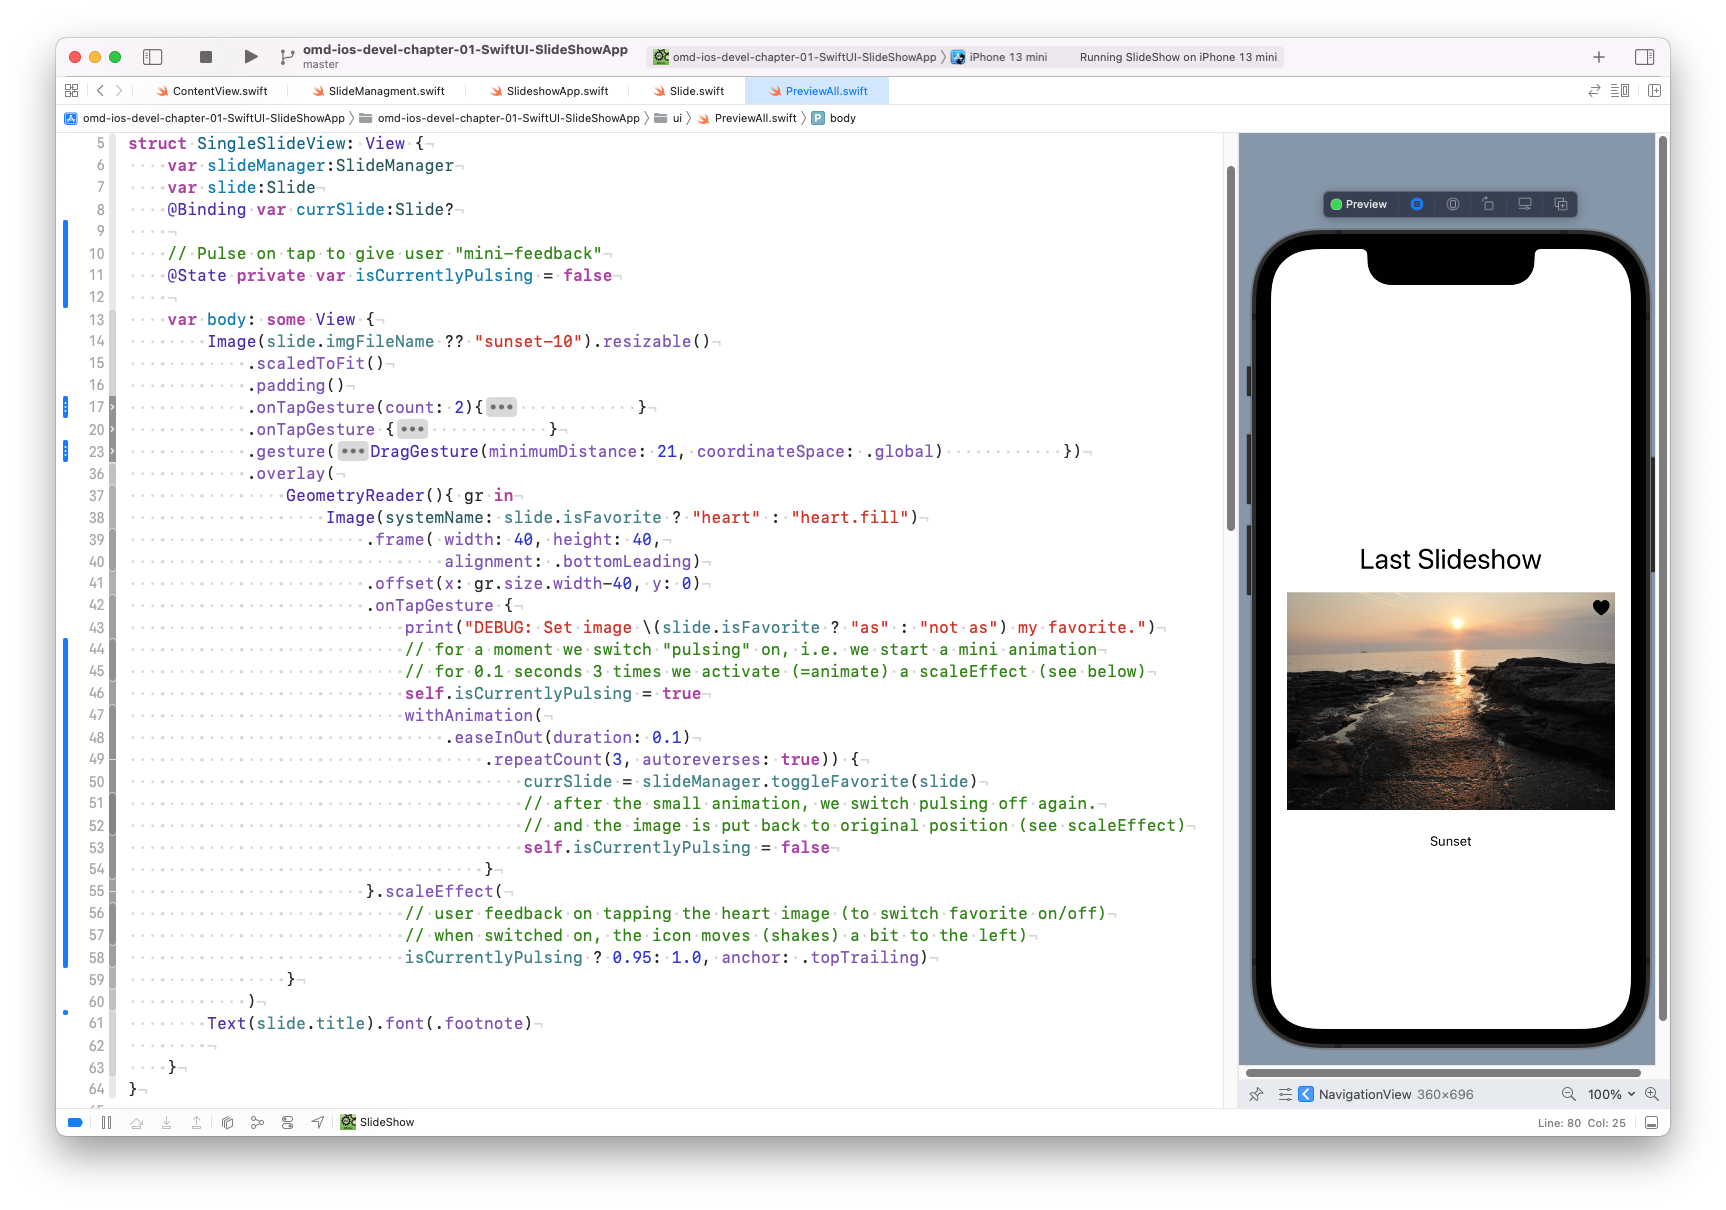 omd-ios-devel-chapter-01-SwiftUI-SlideShowApp
master
omd-ios-devel-chapter-01-SwiftUI-SlideShowApp 〉 iPhone 13 mini
Running SlideShow on iPhone 13 mini
ContentView.swift
SlideManagment.swift
SlideshowApp.swift
Slide.swift
PreviewAll.swift
omd-ios-devel-chapter-01-SwiftUI-SlideShowApp 〉 omd-ios-devel-chapter-01-SwiftUI-SlideShowApp 〉 ui 〉 PreviewAll.swift 〉 P body
5 struct SingleSlideView: View {
6 var slideManager:SlideManager
7 var slide:Slide
8 @Binding var currSlide:Slide?
9
10 // Pulse on tap to give user "mini-feedback"
11 @State private var isCurrentlyPulsing = false
12
13 var body: some View {
14 Image(slide.imgFileName ?? "sunset-10").resizable()
15 .scaledToFit()
16 .padding()
17 .onTapGesture(count: 2){••• }
20 .onTapGesture {••• }
23 .gesture(•••DragGesture(minimumDistance: 21, coordinateSpace: .global) })
36 .overlay(
37 GeometryReader(){ gr in
38 Image(systemName: slide.isFavorite ? "heart" : "heart.fill")
39 .frame( width: 40, height: 40,
40 alignment: .bottomLeading)
41 .offset(x: gr.size.width-40, y: 0)
42 .onTapGesture {
43 print("DEBUG: Set image \(slide.isFavorite ? "as" : "not as") my favorite.")
44 // for a moment we switch "pulsing" on, i.e. we start a mini animation
45 // for 0.1 seconds 3 times we activate (=animate) a scaleEffect (see below)
46 self.isCurrentlyPulsing = true
47 withAnimation(
48 .easeInOut(duration: 0.1)
49 .repeatCount(3, autoreverses: true)) {
50 currSlide = slideManager.toggleFavorite(slide)
51 // after the small animation, we switch pulsing off again.
52 // and the image is put back to original position (see scaleEffect)
53 self.isCurrentlyPulsing = false
54 }
55 }.scaleEffect(
56 // user feedback on tapping the heart image (to switch favorite on/off)
57 // when switched on, the icon moves (shakes) a bit to the left)
58 isCurrentlyPulsing ? 0.95: 1.0, anchor: .topTrailing)
59 }
60 )
61 Text(slide.title).font(.footnote)
62
63 }
64 }
Preview
Last Slideshow
Sunset
NavigationView 360×696
100%
SlideShow
Line: 80 Col: 25